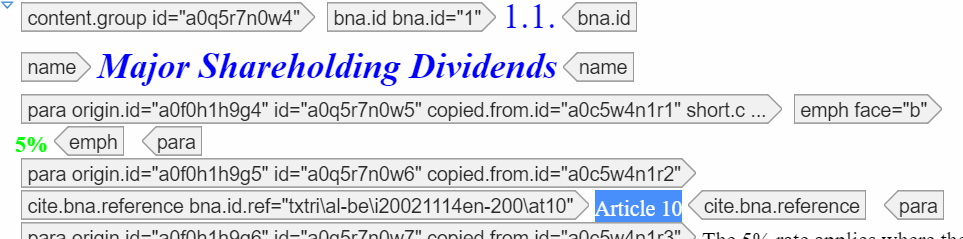 content.group id="a0q5r7n0w4" bna.id bna.id="1" 1.1. bna.id
name Major Shareholding Dividends name
para origin.id="a0f0h1h9g4" id="a0q5r7n0w5" copied.from.id="a0c5w4n1r1" short.c ... emph face="b"
5% emph para
para origin.id="a0f0h1h9g5" id="a0q5r7n0w6" copied.from.id="a0c5w4n1r2"
cite.bna.reference bna.id.ref="txtri\al-be\i20021114en-200\at10" Article 10 cite.bna.reference para
para origin.id="a0f0h1h9g6" id="a0q5r7n0w7" copied.from.id="a0c5w4n1r3" The 5% rate applies where the